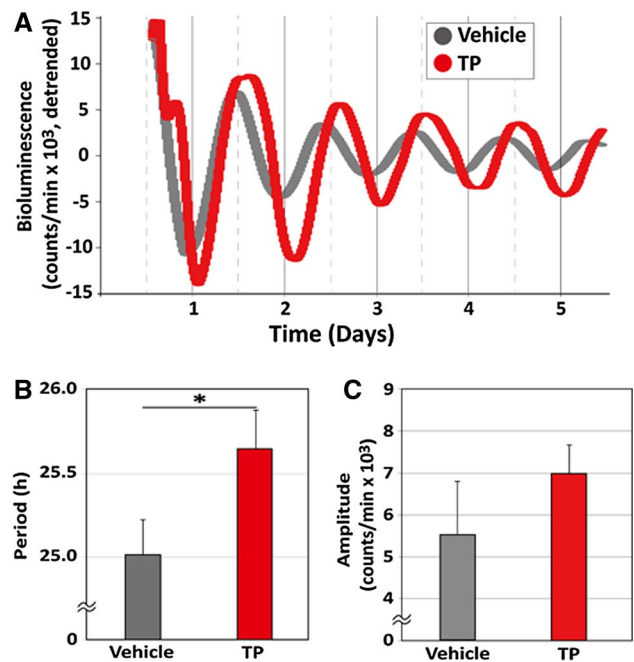 A
Bioluminescence
(counts/min x 10³, detrended)
15
10
5
0
-5
-10
-15
Vehicle
TP
1 2 3 4 5
Time (Days)
B
Period (h)
26.0
25.5
25.0
0
*
Vehicle TP
C
Amplitude
(counts/min x 10³)
9
8
7
6
5
4
0
Vehicle TP